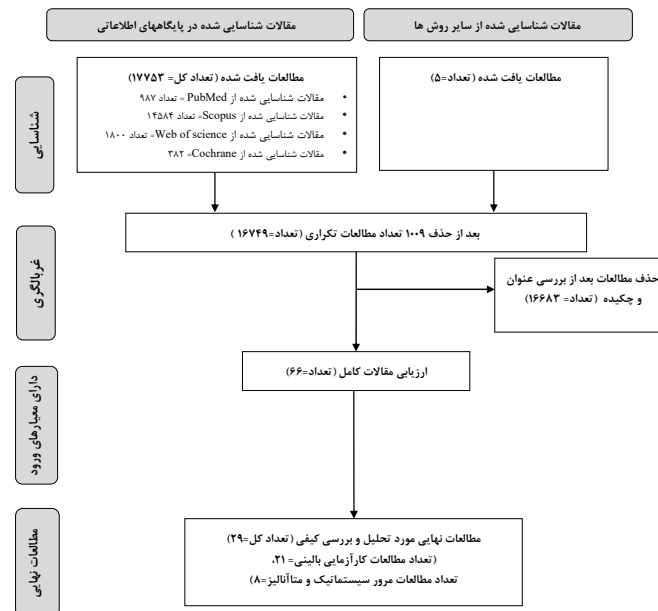 مقالات شناسایی شده از سایر روش ها
مقالات شناسایی شده در پایگاههای اطلاعاتی
شناسایی
مطالعات یافت شده (تعداد=۵)
مطالعات یافت شده (تعداد کل= ۱۷۷۵۳)
• مقالات شناسایی شده از PubMed = تعداد ۹۸۷
• مقالات شناسایی شده از Scopus= تعداد ۱۴۵۸۴
• مقالات شناسایی شده از Web of science= تعداد ۱۸۰۰
• مقالات شناسایی شده از Cochrane= ۳۸۲
غربالگری
بعد از حذف ۱۰۰۹ تعداد مطالعات تکراری (تعداد=۱۶۷۴۹ )
حذف مطالعات بعد از بررسی عنوان
و چکیده (تعداد= ۱۶۶۸۳)
دارای معیارهای ورود
ارزیابی مقالات کامل (تعداد=۶۶)
مطالعات نهایی
مطالعات نهایی مورد تحلیل و بررسی کیفی (تعداد کل=۲۹)
(تعداد مطالعات کارآزمایی بالینی= ۲۱،
تعداد مطالعات مرور سیستماتیک و متاآنالیز=۸)